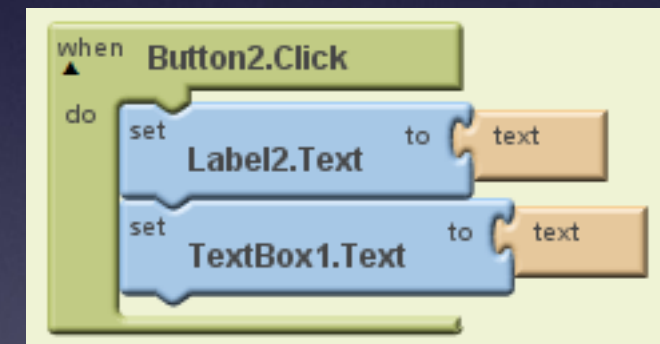 when Button2.Click
do
set Label2.Text to text
set TextBox1.Text to text